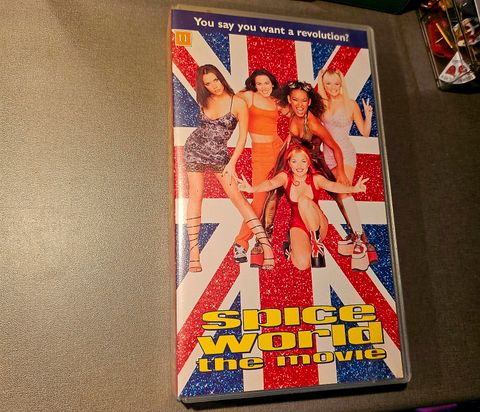 You say you want a revolution?
11
spice
world
the movie